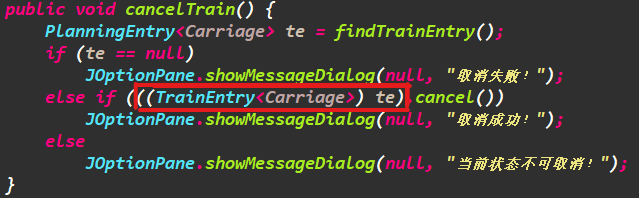 public void cancelTrain() {
    PlanningEntry<Carriage> te = findTrainEntry();
    if (te == null)
        JOptionPane.showMessageDialog(null, "取消失败！");
    else if (((TrainEntry<Carriage>) te).cancel())
        JOptionPane.showMessageDialog(null, "取消成功！");
    else
        JOptionPane.showMessageDialog(null, "当前状态不可取消！");
}